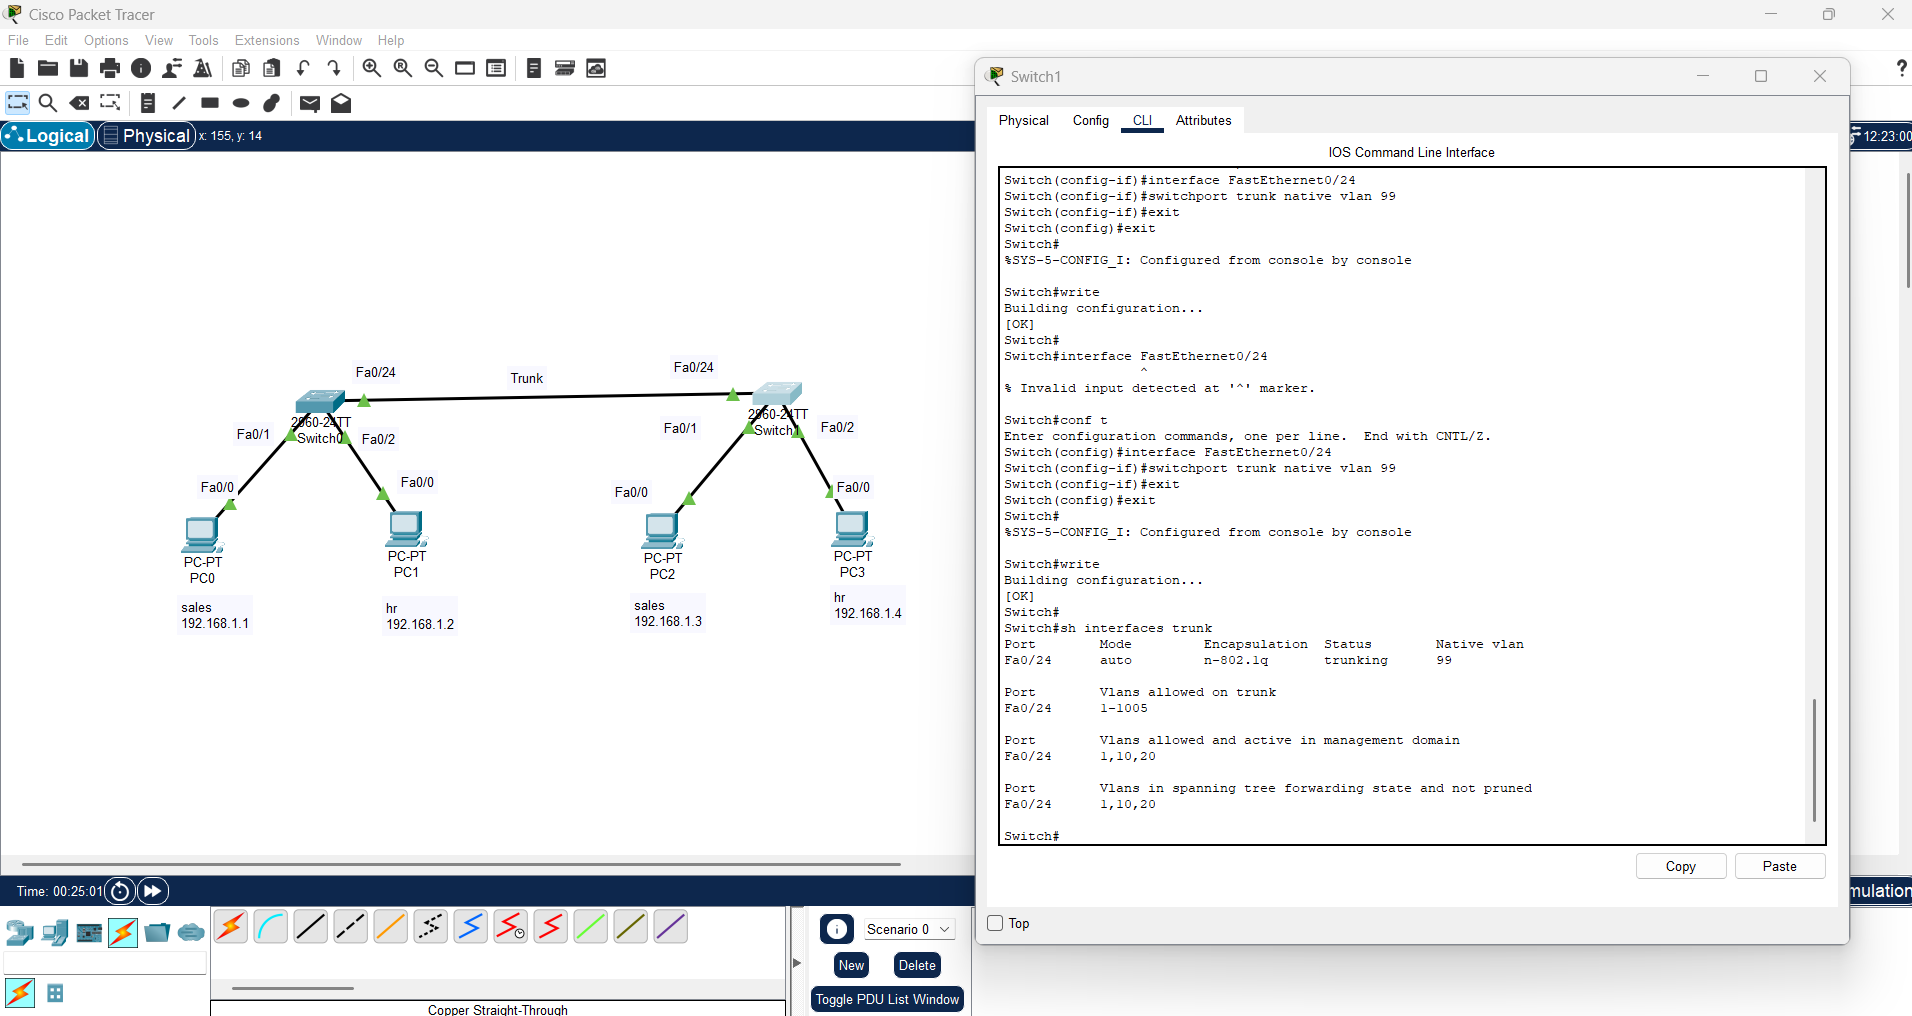 Cisco Packet Tracer
File Edit Options View Tools Extensions Window Help
Logical Physical x: 155, y: 14
12:23:00
Fa0/24
Trunk
Fa0/24
2960-24TT
Switch0
2960-24TT
Switch1
Fa0/1
Fa0/2
Fa0/1
Fa0/2
Fa0/0
Fa0/0
Fa0/0
Fa0/0
PC-PT
PC0
PC-PT
PC1
PC-PT
PC2
PC-PT
PC3
sales
192.168.1.1
hr
192.168.1.2
sales
192.168.1.3
hr
192.168.1.4
Time: 00:25:01
Scenario 0
New Delete
Toggle PDU List Window
Copper Straight-Through
mulation
Switch1
Physical Config CLI Attributes
IOS Command Line Interface
Switch(config-if)#interface FastEthernet0/24
Switch(config-if)#switchport trunk native vlan 99
Switch(config-if)#exit
Switch(config)#exit
Switch#
%SYS-5-CONFIG_I: Configured from console by console
Switch#write
Building configuration...
[OK]
Switch#
Switch#interface FastEthernet0/24
^
% Invalid input detected at '^' marker.
Switch#conf t
Enter configuration commands, one per line. End with CNTL/Z.
Switch(config)#interface FastEthernet0/24
Switch(config-if)#switchport trunk native vlan 99
Switch(config-if)#exit
Switch(config)#exit
Switch#
%SYS-5-CONFIG_I: Configured from console by console
Switch#write
Building configuration...
[OK]
Switch#
Switch#sh interfaces trunk
Port Mode Encapsulation Status Native vlan
Fa0/24 auto n-802.1q trunking 99
Port Vlans allowed on trunk
Fa0/24 1-1005
Port Vlans allowed and active in management domain
Fa0/24 1,10,20
Port Vlans in spanning tree forwarding state and not pruned
Fa0/24 1,10,20
Switch#
Copy Paste
Top